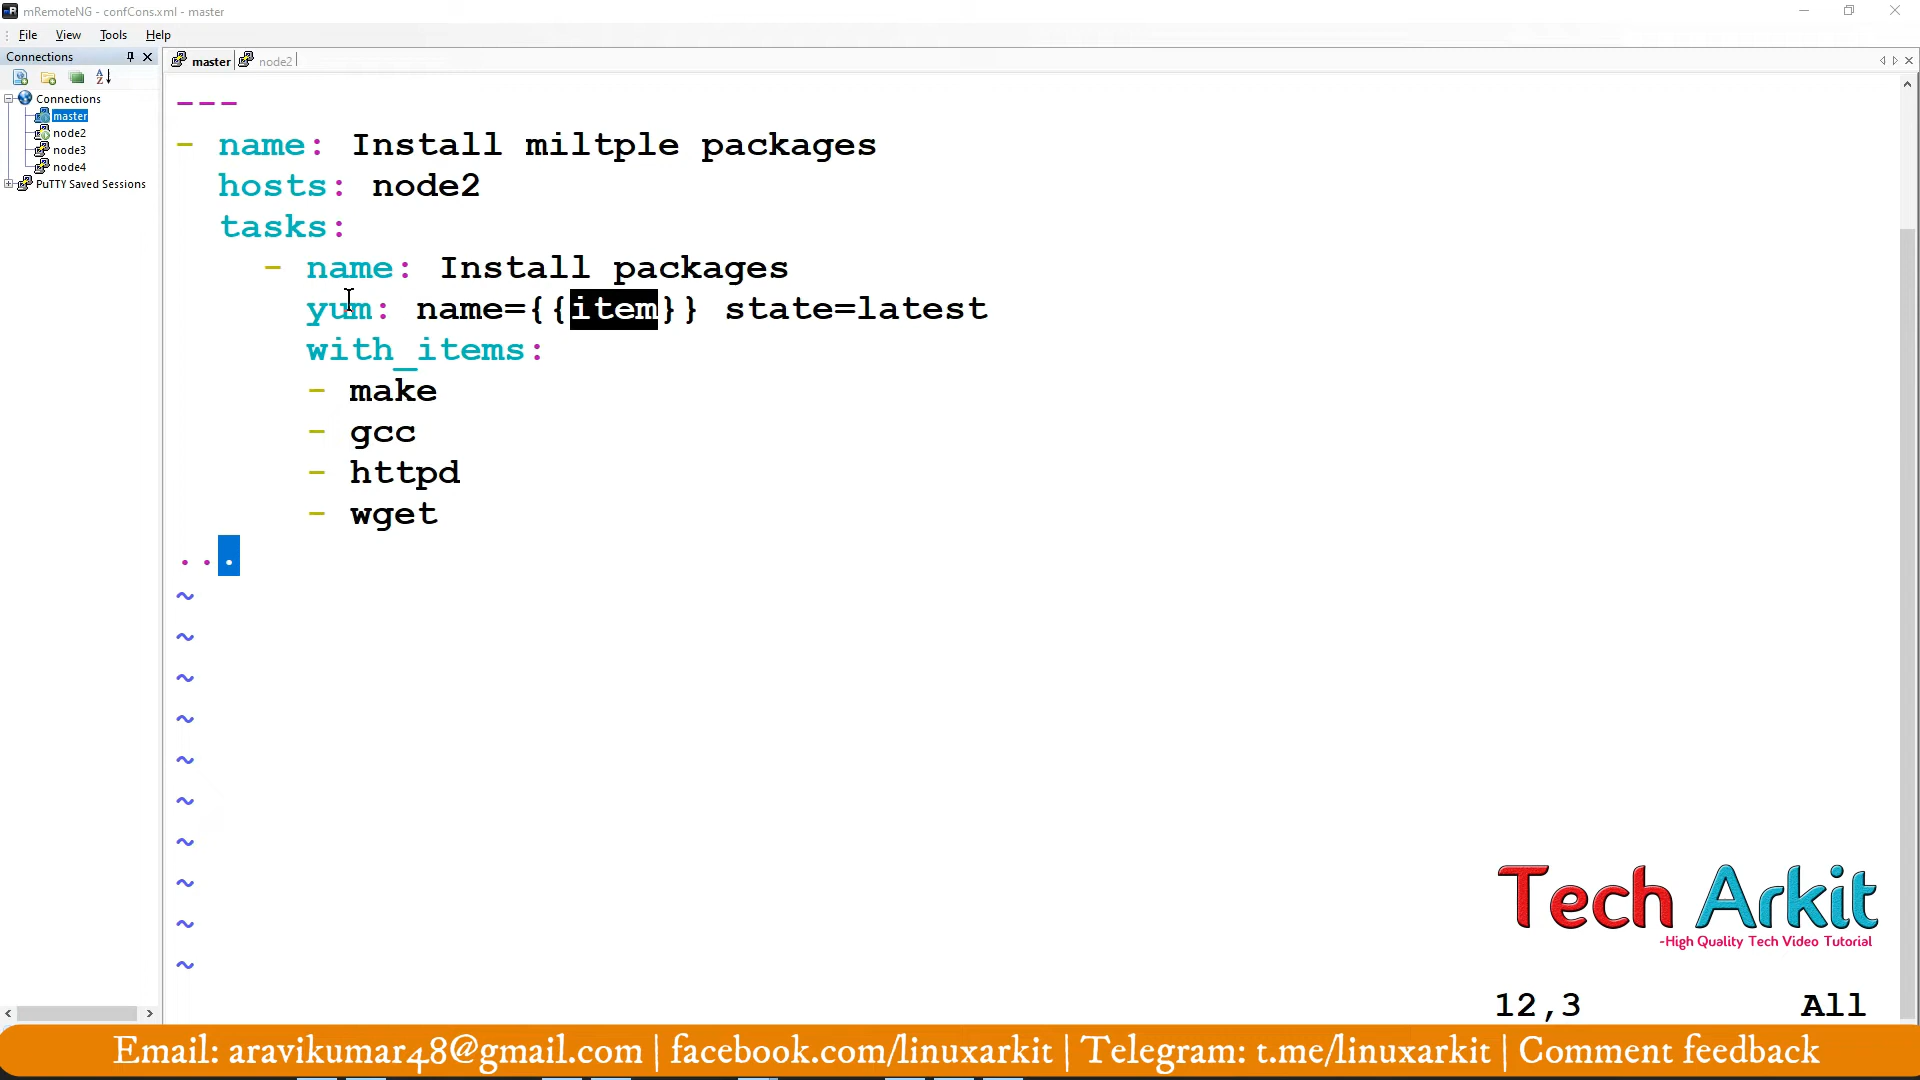 mRemoteNG - confCons.xml - master
File View Tools Help
Connections
master node2
Connections
master
node2
node3
node4
PuTTY Saved Sessions
---
- name: Install miltple packages
hosts: node2
tasks:
- name: Install packages
yum: name={{item}} state=latest
with_items:
- make
- gcc
- httpd
- wget
...
~
~
~
~
~
~
~
~
~
~
Tech Arkit
-High Quality Tech Video Tutorial
12,3 All
Email: aravikumar48@gmail.com | facebook.com/linuxarkit | Telegram: t.me/linuxarkit | Comment feedback